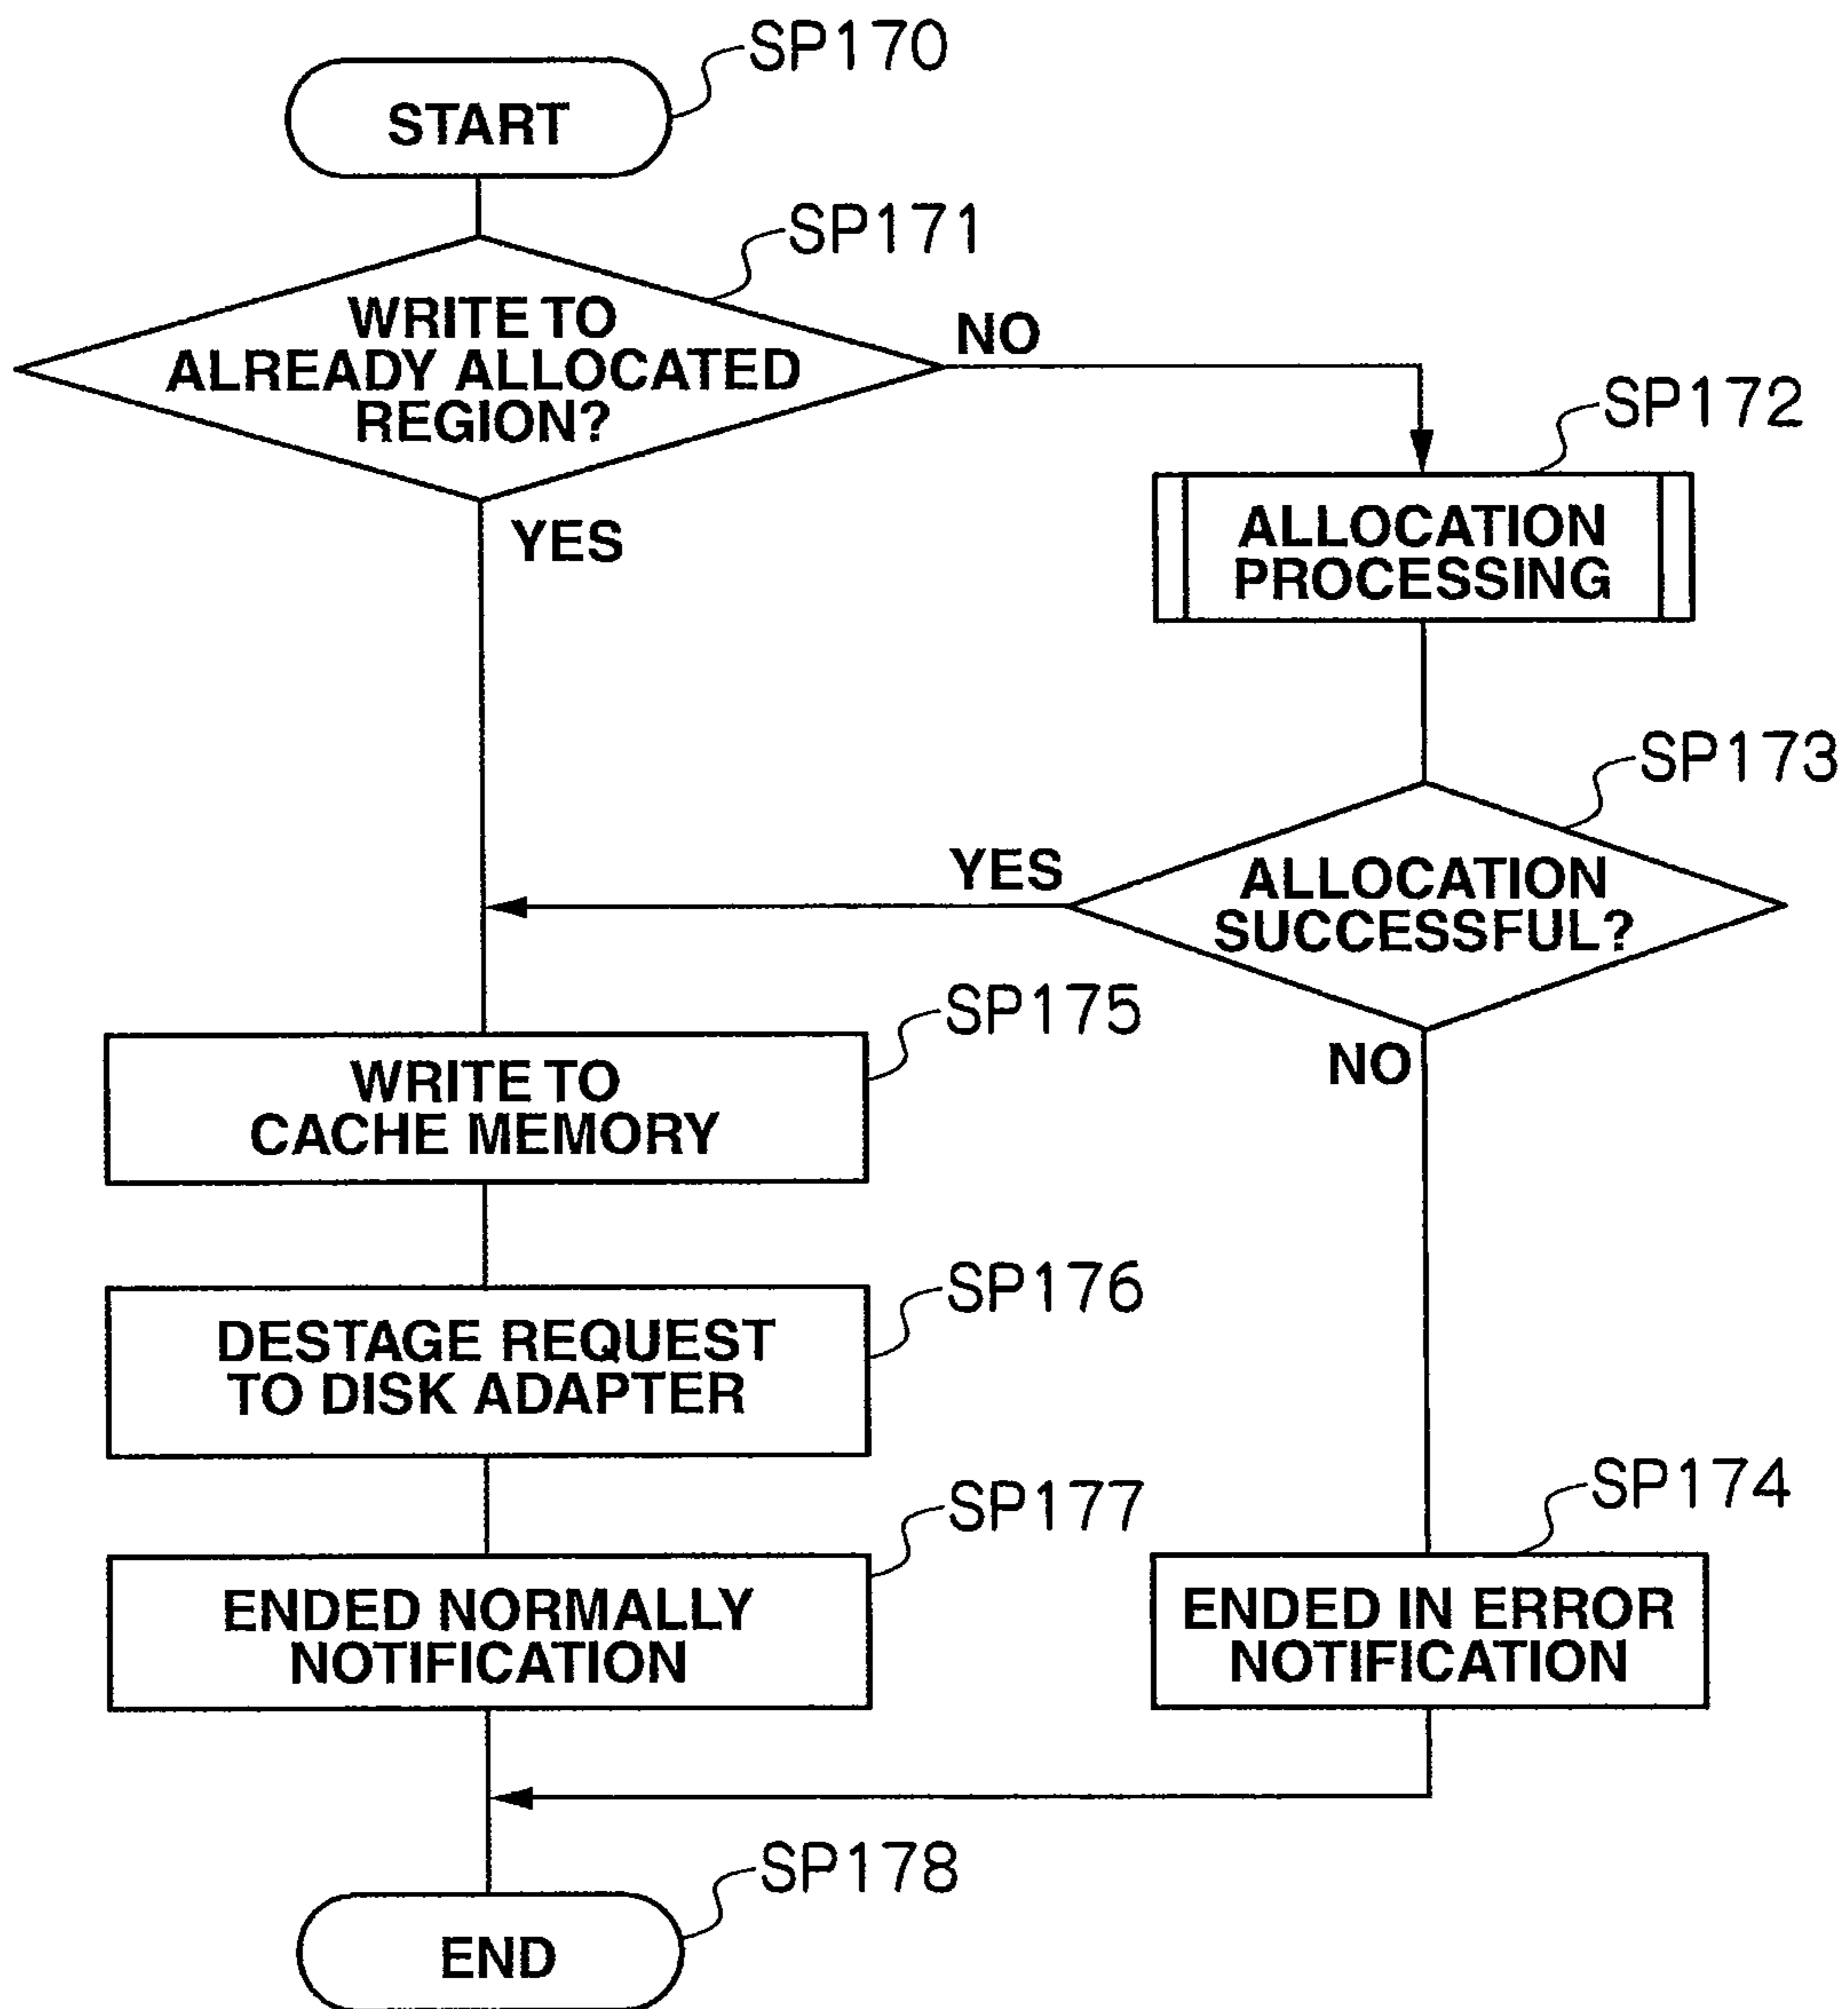 SP170
START
SP171
WRITE TO
ALREADY ALLOCATED
REGION?
NO
YES
SP172
ALLOCATION
PROCESSING
SP173
ALLOCATION
SUCCESSFUL?
YES
NO
SP175
WRITE TO
CACHE MEMORY
SP176
DESTAGE REQUEST
TO DISK ADAPTER
SP177
ENDED NORMALLY
NOTIFICATION
SP174
ENDED IN ERROR
NOTIFICATION
SP178
END